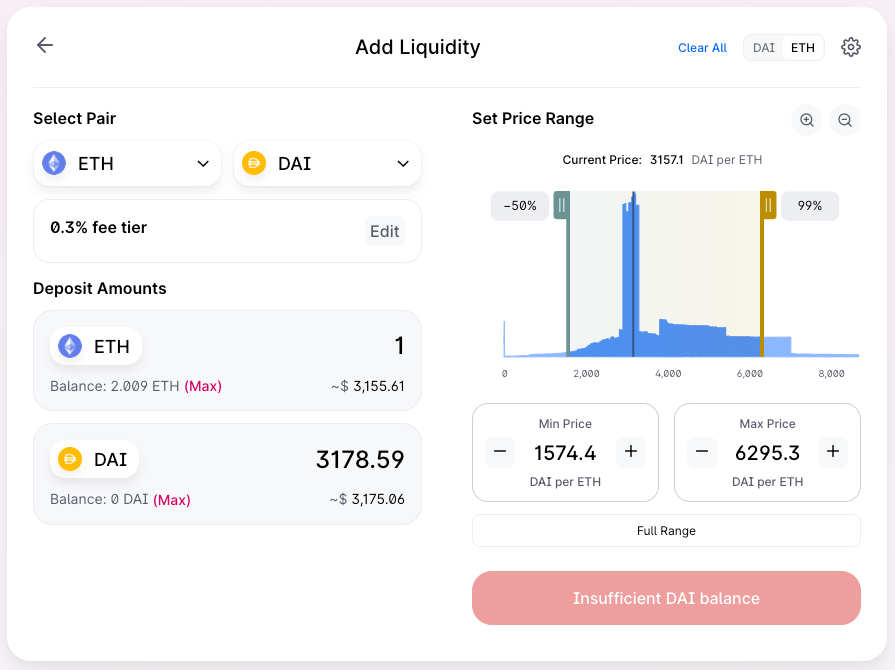 Add Liquidity
Clear All
DAI ETH
Select Pair
ETH
DAI
0.3% fee tier
Edit
Deposit Amounts
ETH
1
Balance: 2.009 ETH (Max)
~$ 3,155.61
DAI
3178.59
Balance: 0 DAI (Max)
~$ 3,175.06
Set Price Range
Current Price: 3157.1 DAI per ETH
−50%
99%
0 2,000 4,000 6,000 8,000
Min Price
− 1574.4 +
DAI per ETH
Max Price
− 6295.3 +
DAI per ETH
Full Range
Insufficient DAI balance